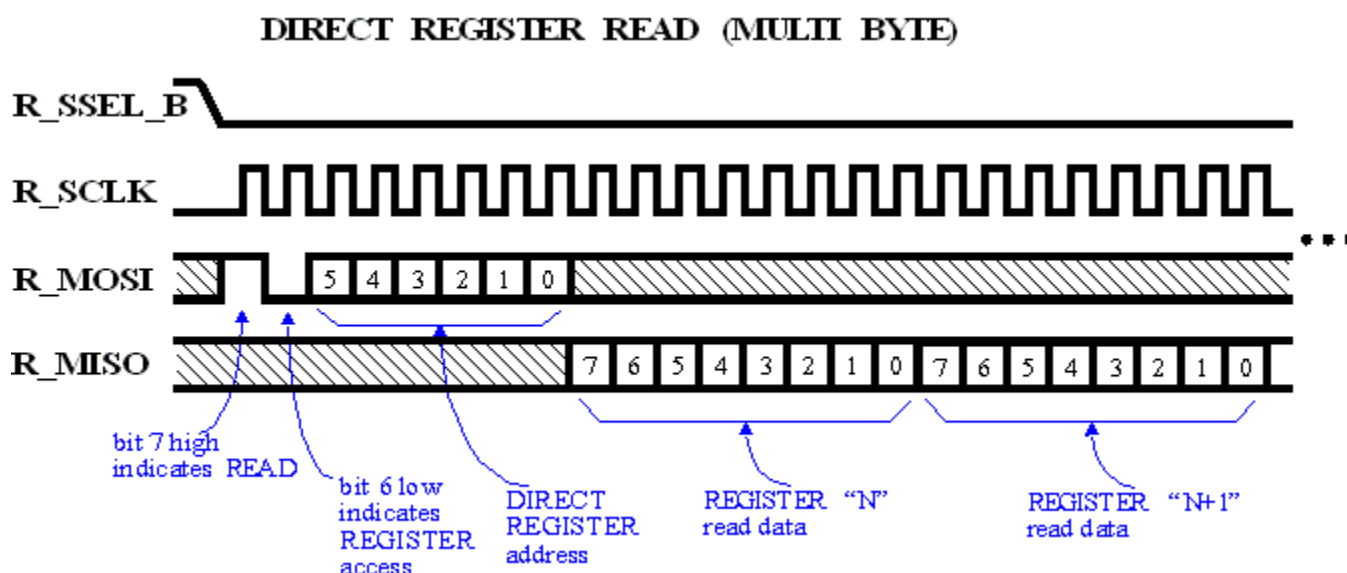 DIRECT REGISTER READ (MULTI BYTE)
R_SSEL_B
R_SCLK
R_MOSI
5 4 3 2 1 0
R_MISO
7 6 5 4 3 2 1 0 7 6 5 4 3 2 1 0
bit 7 high
indicates READ
bit 6 low
indicates
REGISTER
access
DIRECT
REGISTER
address
REGISTER “N”
read data
REGISTER “N+1”
read data